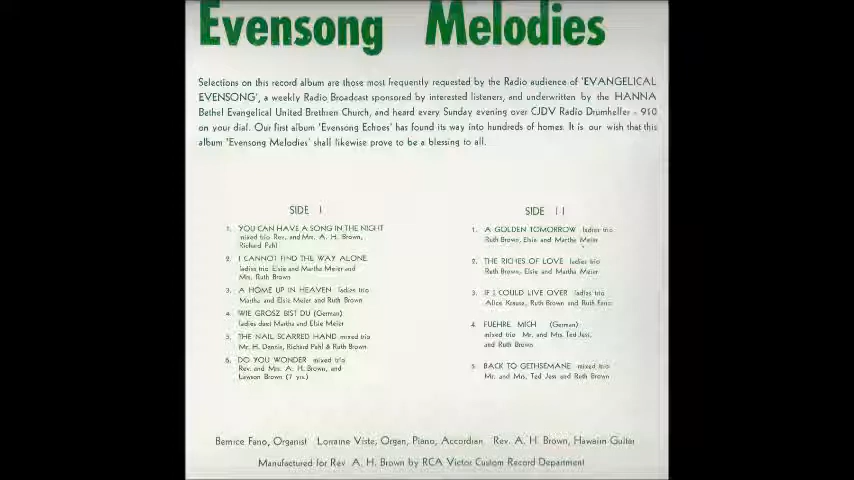 Evensong Melodies
Selections on this record album are those most frequently requested by the Radio audience of 'EVANGELICAL
EVENSONG', a weekly Radio Broadcast sponsored by interested listeners, and underwritten by the HANNA
Bethel Evangelical United Brethren Church, and heard every Sunday evening over CJDV Radio Drumheller - 910
on your dial. Our first album 'Evensong Echoes' has found its way into hundreds of homes. It is our wish that this
album 'Evensong Melodies' shall likewise prove to be a blessing to all.
SIDE I
1. YOU CAN HAVE A SONG IN THE NIGHT
mixed trio Rev. and Mrs. A. H. Brown,
Richard Pahl
2. I CANNOT FIND THE WAY ALONE
ladies trio Elsie and Martha Meier and
Mrs. Ruth Brown
3. A HOME UP IN HEAVEN ladies trio
Martha and Elsie Meier and Ruth Brown
4. WIE GROSZ BIST DU (German)
ladies duet Martha and Elsie Meier
5. THE NAIL SCARRED HAND mixed trio
Mr. H. Dannie, Richard Pahl & Ruth Brown
6. DO YOU WONDER mixed trio
Rev. and Mrs. A. H. Brown, and
Lawson Brown (7 yrs.)
SIDE II
1. A GOLDEN TOMORROW ladies trio
Ruth Brown, Elsie and Martha Meier
2. THE RICHES OF LOVE ladies trio
Ruth Brown, Elsie and Martha Meier
3. IF I COULD LIVE OVER ladies trio
Alice Krause, Ruth Brown and Ruth Fano
4. FUEHRE MICH (German)
mixed trio Mr. and Mrs. Ted Jess,
and Ruth Brown
5. BACK TO GETHSEMANE mixed trio
Mr. and Mrs. Ted Jess and Ruth Brown
Bernice Fano, Organist Lorraine Viste, Organ, Piano, Accordian Rev. A. H. Brown, Hawaiin Guitar
Manufactured for Rev A. H. Brown by RCA Victor Custom Record Department